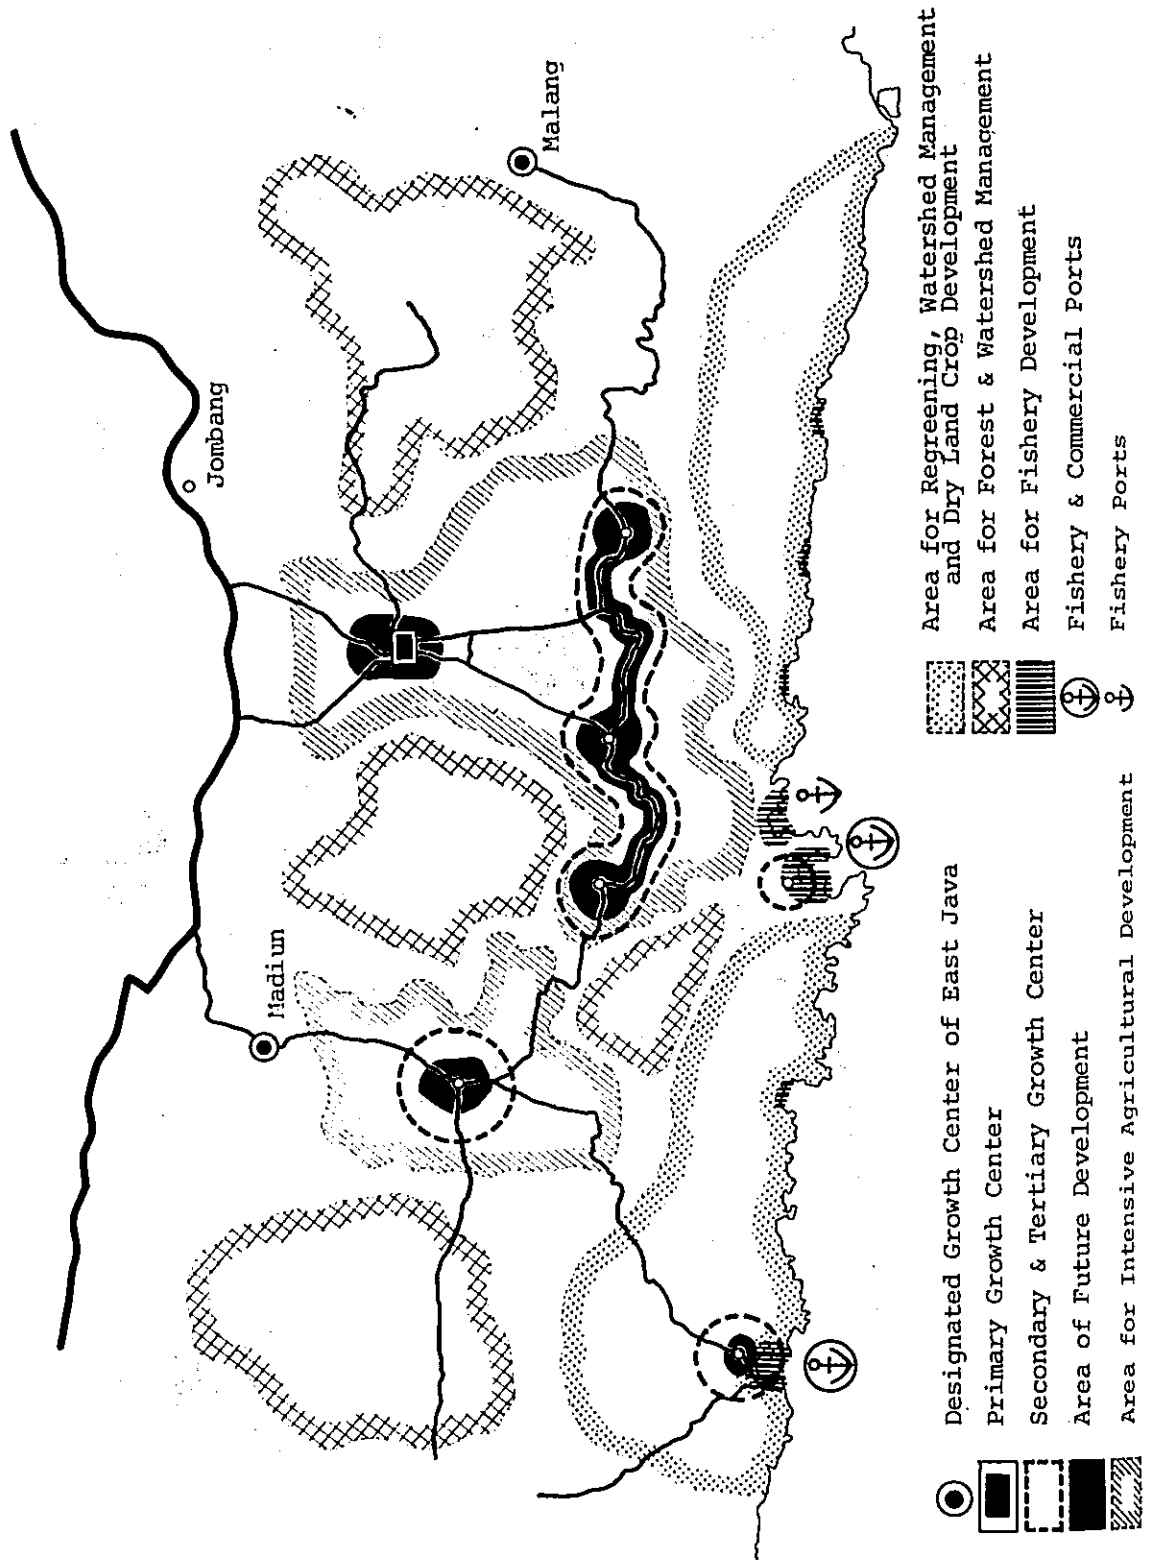 Jombang
Malang
Madiun
Designated Growth Center of East Java
Primary Growth Center
Secondary & Tertiary Growth Center
Area of Future Development
Area for Intensive Agricultural Development
Area for Regreening, Watershed Management
and Dry Land Crop Development
Area for Forest & Watershed Management
Area for Fishery Development
Fishery & Commercial Ports
Fishery Ports